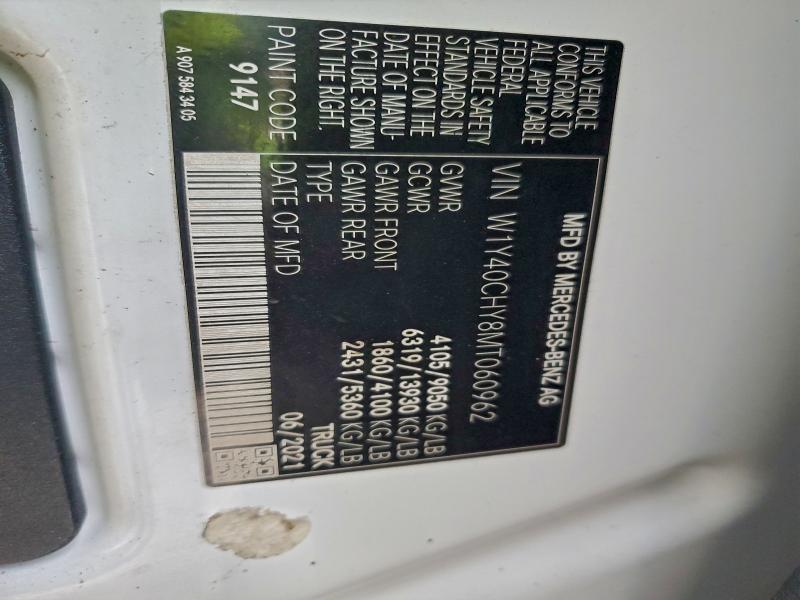 MFD BY MERCEDES-BENZ AG
VIN W1Y40CHY8MT060962
GVWR 4105/9050 KG/LB
GCWR 6319/13930 KG/LB
GAWR FRONT 1860/4100 KG/LB
GAWR REAR 2431/5360 KG/LB
TYPE TRUCK
DATE OF MFD 06/2021
THIS VEHICLE
CONFORMS TO
ALL APPLICABLE
FEDERAL
VEHICLE SAFETY
STANDARDS IN
EFFECT ON THE
DATE OF MANU-
FACTURE SHOWN
ON THE RIGHT.
PAINT CODE
9147
A 907 584 34 05